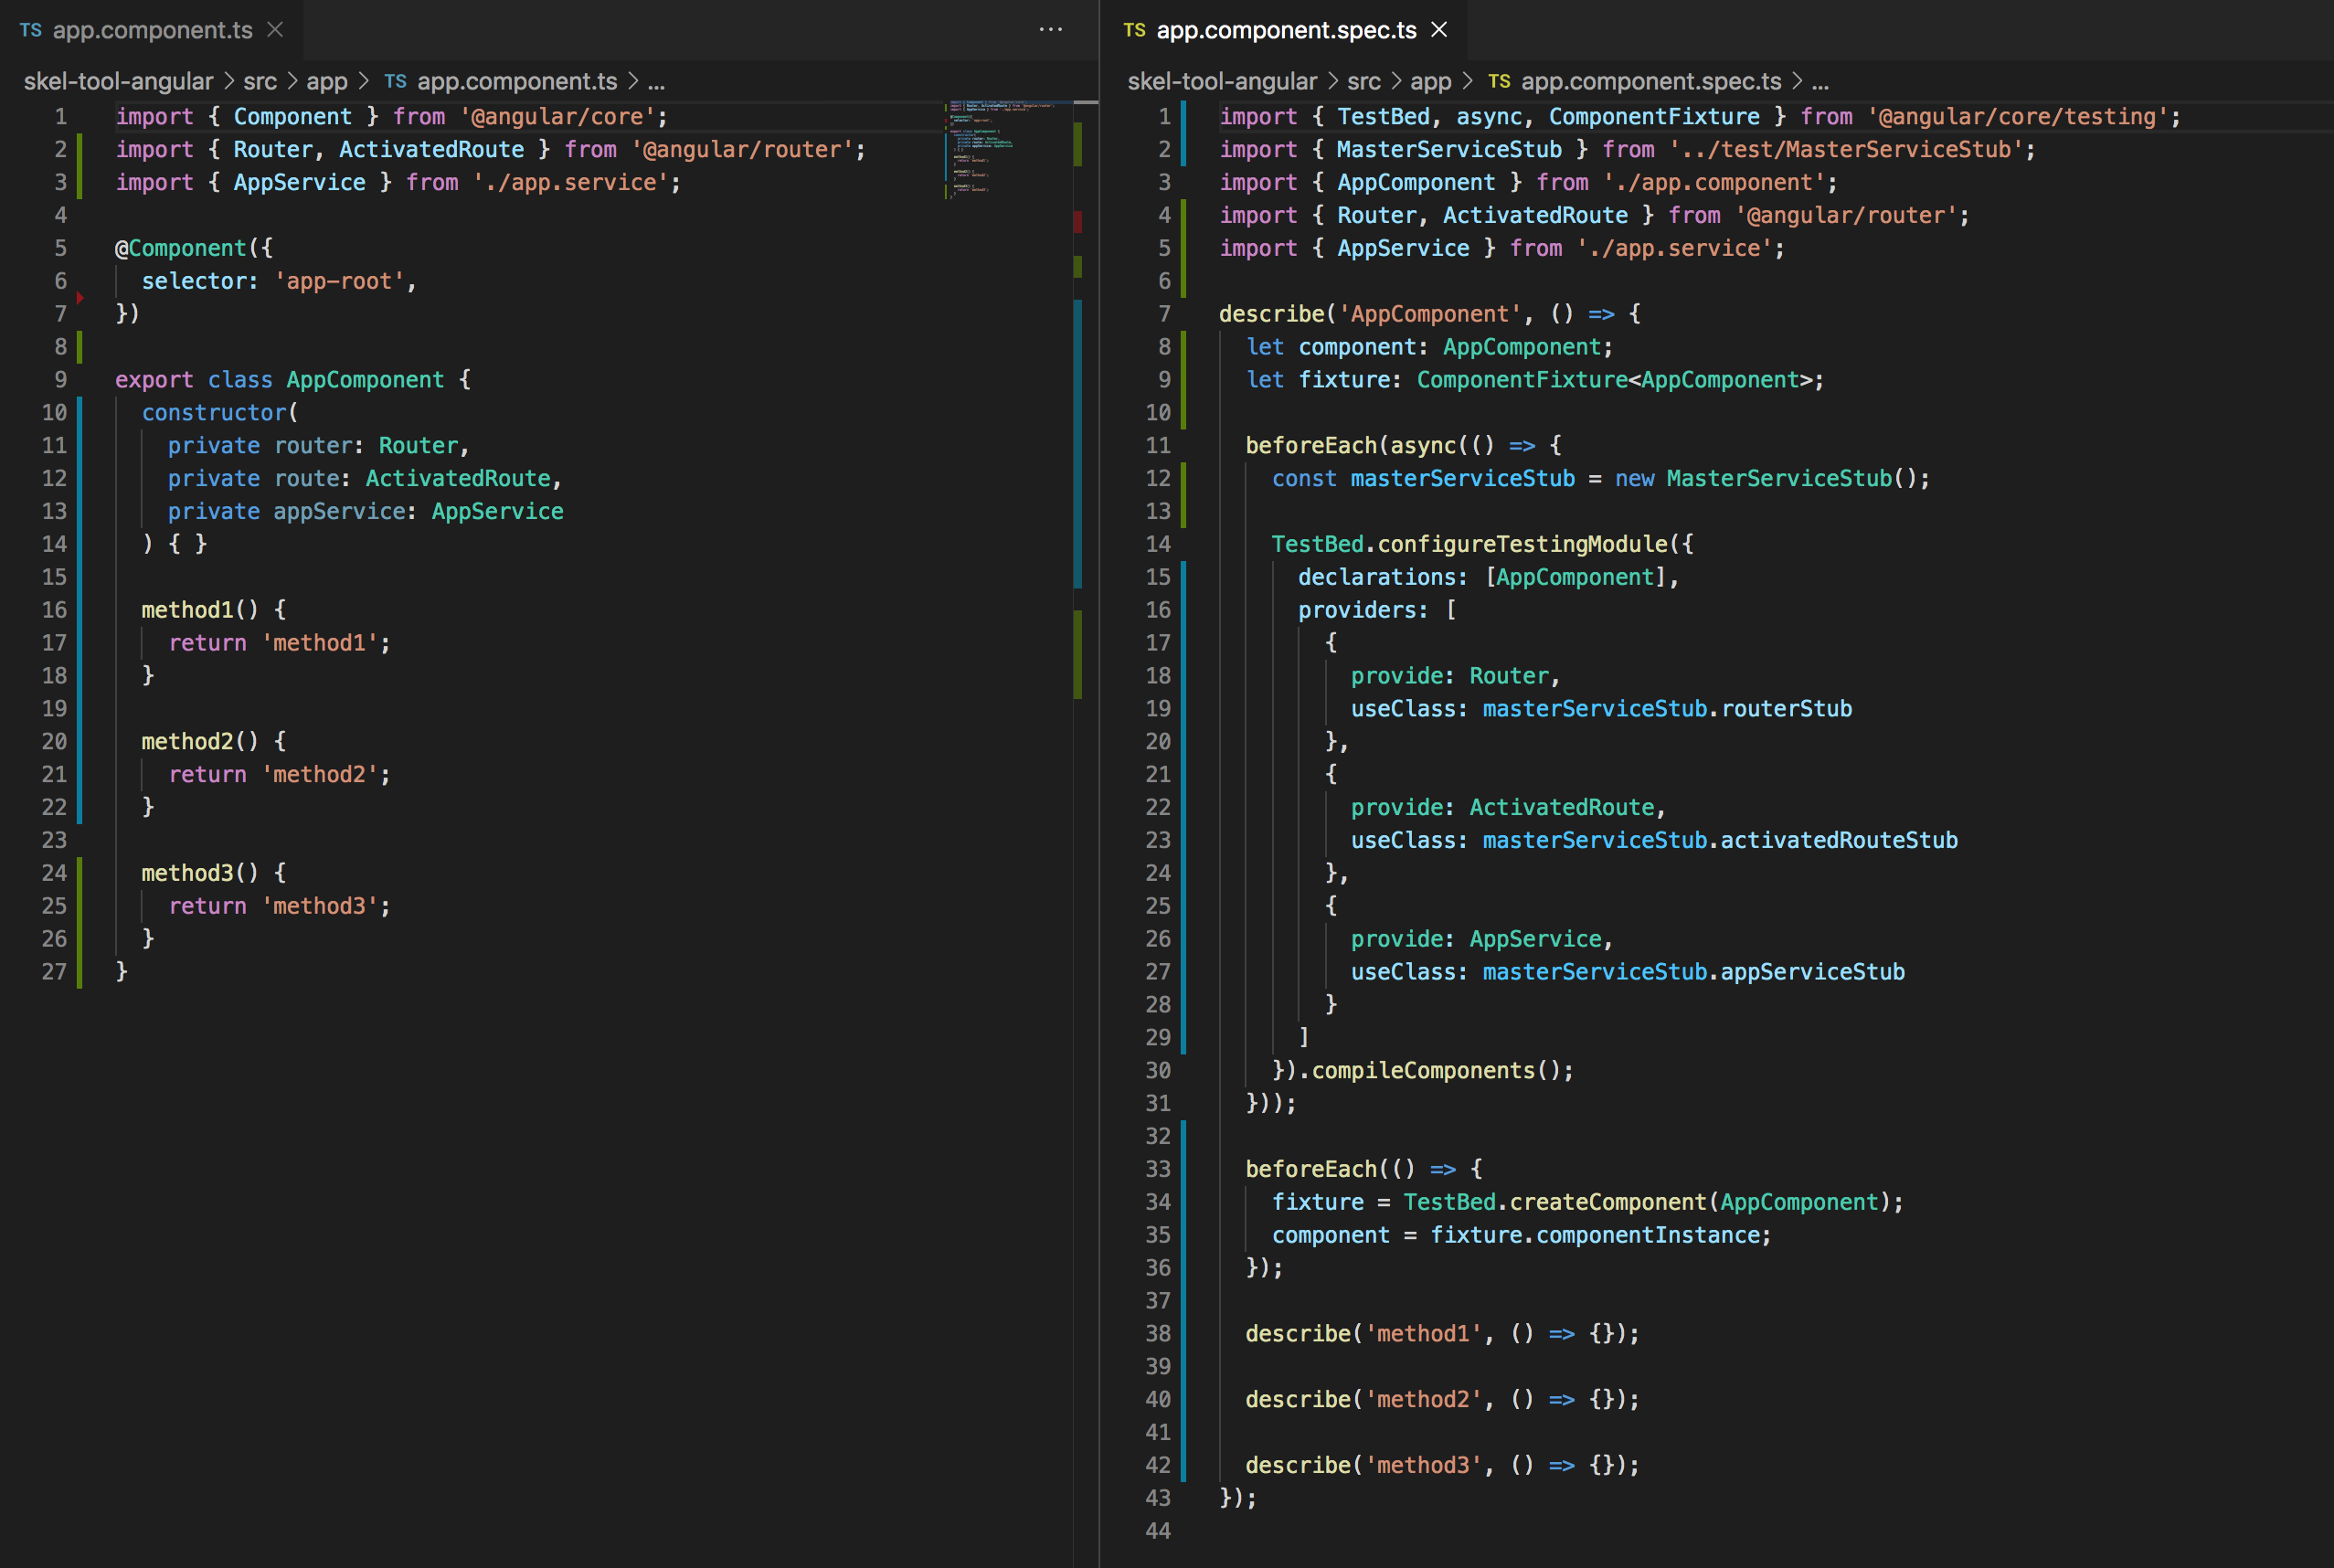 TS app.component.ts
skel-tool-angular > src > app > TS app.component.ts > ...
1 import { Component } from '@angular/core';
2 import { Router, ActivatedRoute } from '@angular/router';
3 import { AppService } from './app.service';
4
5 @Component({
6   selector: 'app-root',
7 })
8
9 export class AppComponent {
10   constructor(
11     private router: Router,
12     private route: ActivatedRoute,
13     private appService: AppService
14   ) { }
15
16   method1() {
17     return 'method1';
18   }
19
20   method2() {
21     return 'method2';
22   }
23
24   method3() {
25     return 'method3';
26   }
27 }
TS app.component.spec.ts
skel-tool-angular > src > app > TS app.component.spec.ts > ...
1 import { TestBed, async, ComponentFixture } from '@angular/core/testing';
2 import { MasterServiceStub } from '../test/MasterServiceStub';
3 import { AppComponent } from './app.component';
4 import { Router, ActivatedRoute } from '@angular/router';
5 import { AppService } from './app.service';
6
7 describe('AppComponent', () => {
8   let component: AppComponent;
9   let fixture: ComponentFixture<AppComponent>;
10
11   beforeEach(async(() => {
12     const masterServiceStub = new MasterServiceStub();
13
14     TestBed.configureTestingModule({
15       declarations: [AppComponent],
16       providers: [
17         {
18           provide: Router,
19           useClass: masterServiceStub.routerStub
20         },
21         {
22           provide: ActivatedRoute,
23           useClass: masterServiceStub.activatedRouteStub
24         },
25         {
26           provide: AppService,
27           useClass: masterServiceStub.appServiceStub
28         }
29       ]
30     }).compileComponents();
31   }));
32
33   beforeEach(() => {
34     fixture = TestBed.createComponent(AppComponent);
35     component = fixture.componentInstance;
36   });
37
38   describe('method1', () => {});
39
40   describe('method2', () => {});
41
42   describe('method3', () => {});
43 });
44